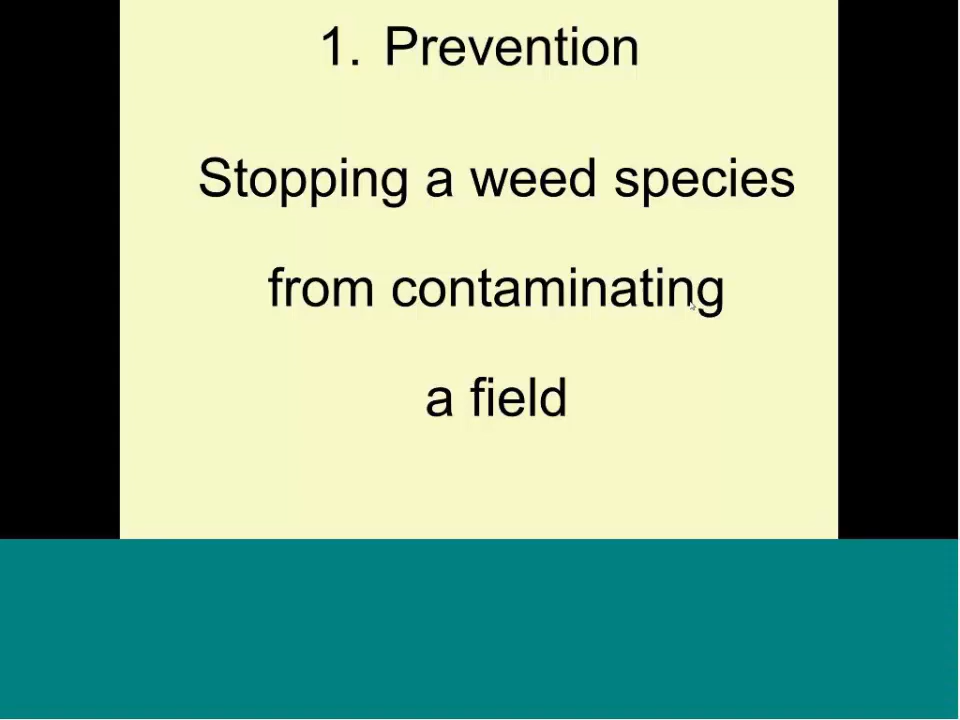 1. Prevention
Stopping a weed species
from contaminating
a field